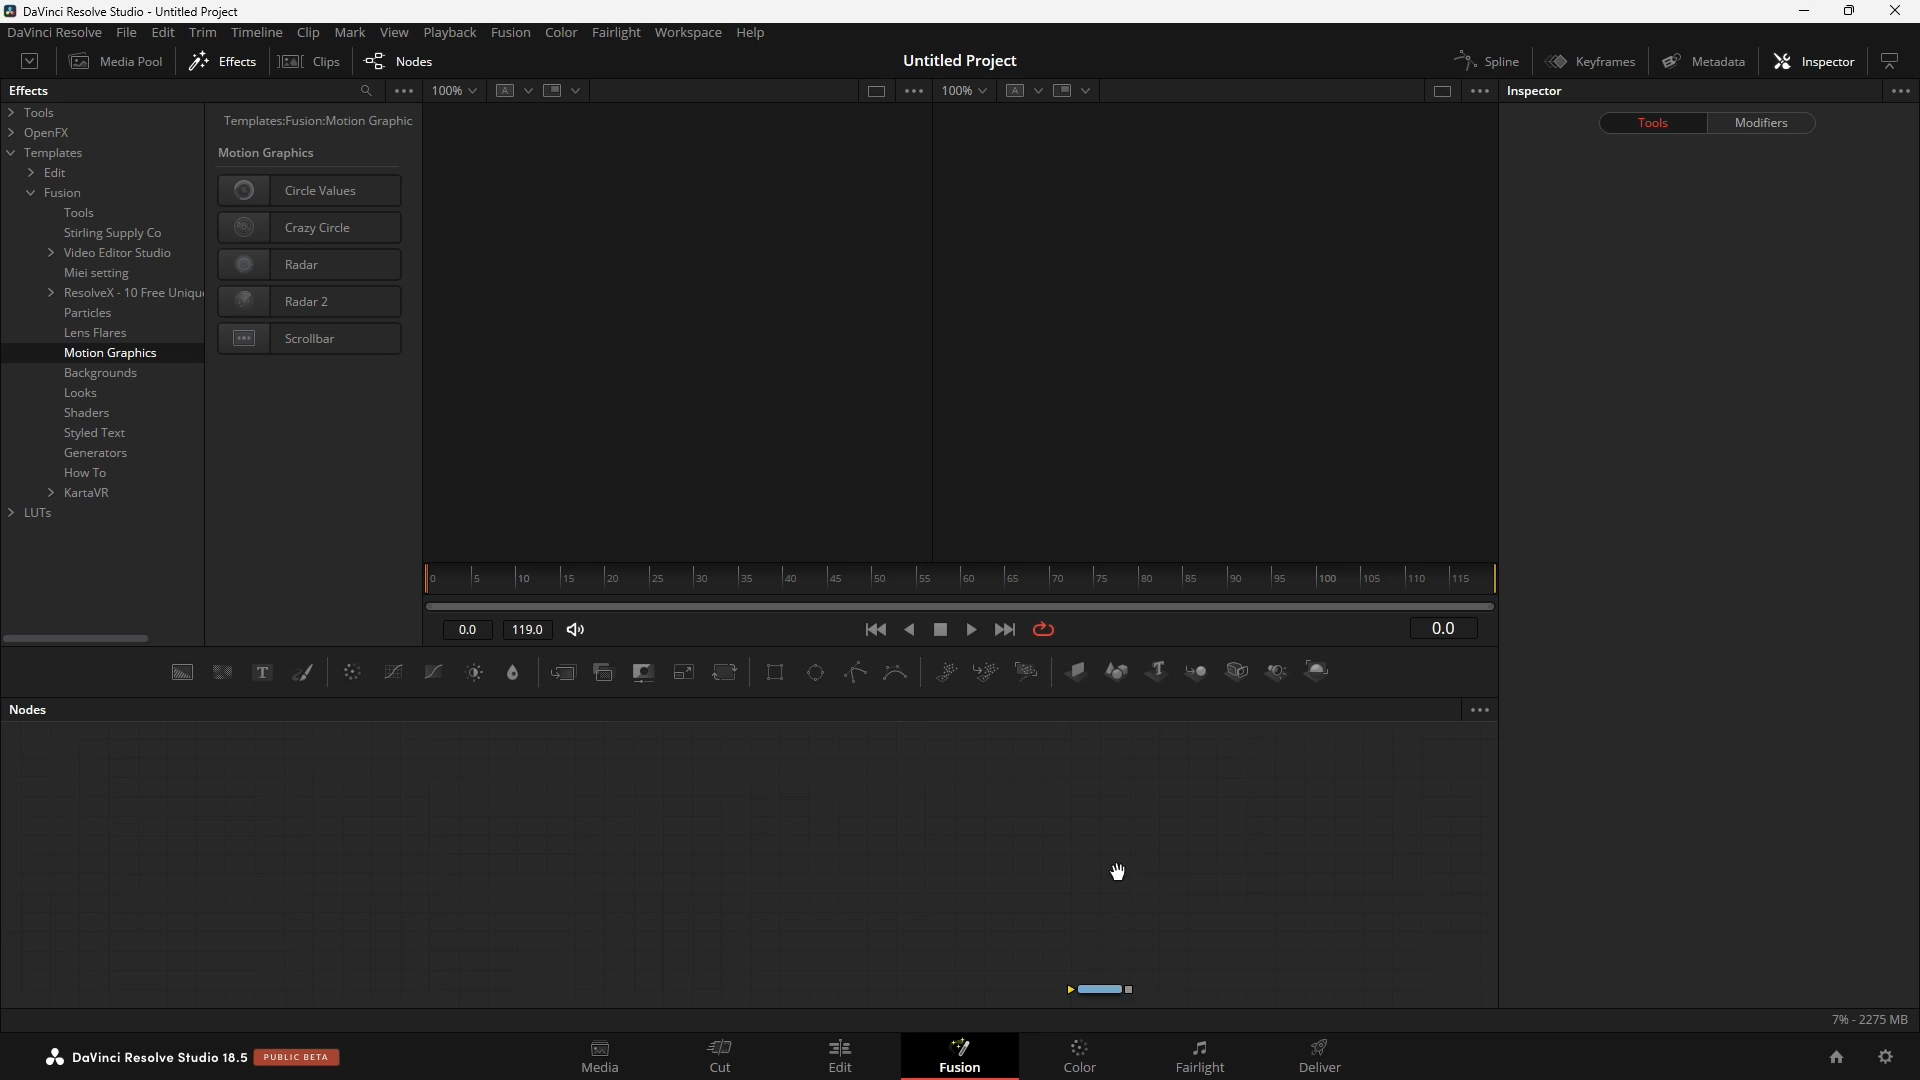 DaVinci Resolve Studio - Untitled Project
DaVinci Resolve File Edit Trim Timeline Clip Mark View Playback Fusion Color Fairlight Workspace Help
Media Pool Effects Clips Nodes Untitled Project Spline Keyframes Metadata Inspector
Effects 100% A 100% A Inspector
Tools
OpenFX
Templates
Edit
Fusion
Tools
Stirling Supply Co
Video Editor Studio
Miei setting
ResolveX - 10 Free Uniqu
Particles
Lens Flares
Motion Graphics
Backgrounds
Looks
Shaders
Styled Text
Generators
How To
KartaVR
LUTs
Templates:Fusion:Motion Graphic
Motion Graphics
Circle Values
Crazy Circle
Radar
Radar 2
Scrollbar
Tools Modifiers
0 5 10 15 20 25 30 35 40 45 50 55 60 65 70 75 80 85 90 95 100 105 110 115
0.0 119.0 0.0
T T
Nodes
7% - 2275 MB
DaVinci Resolve Studio 18.5 PUBLIC BETA
Media Cut Edit Fusion Color Fairlight Deliver